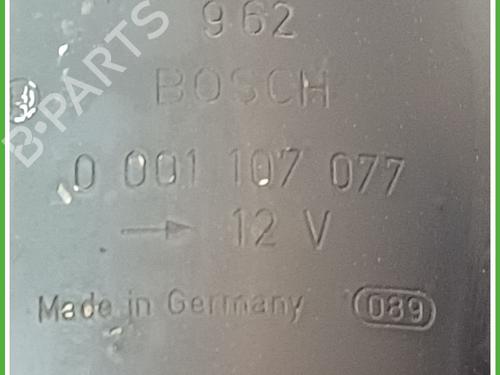 962
BOSCH
0 001 107 077
→ 12 V
Made in Germany 089
B-PARTS